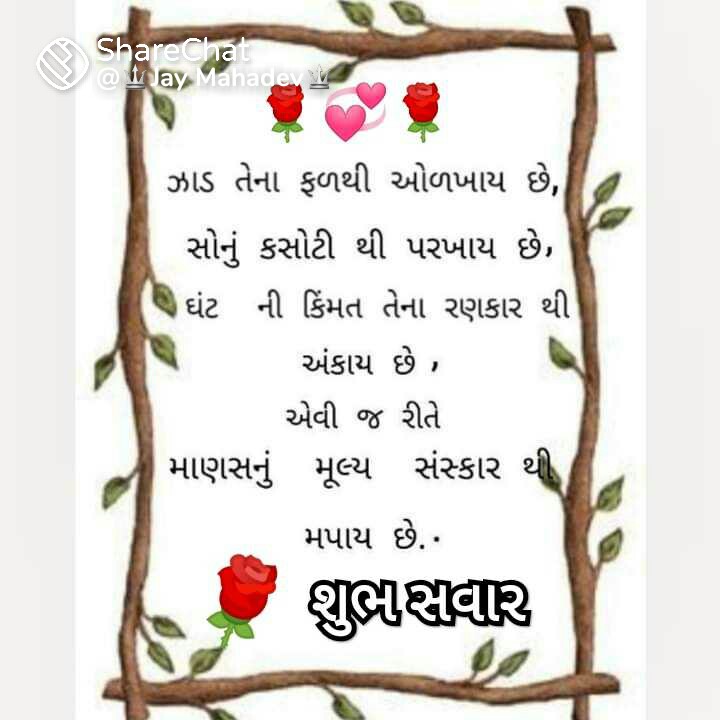 ShareChat
@Jay Mahadev
ઝાડ તેના ફળથી ઓળખાય છે,
સોનું કસોટી થી પરખાય છે,
ઘંટ ની કિંમત તેના રણકાર થી
અંકાય છે ,
એવી જ રીતે
માણસનું મૂલ્ય સંસ્કાર થી
મપાય છે..
શુભ સવાર